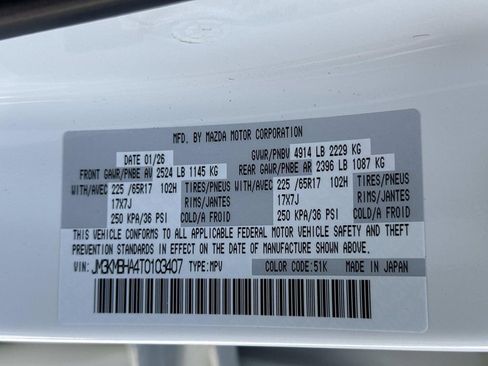 MFD. BY MAZDA MOTOR CORPORATION
DATE 01/26 GVWR/PNBV 4914 LB 2229 KG
FRONT GAWR/PNBE AV 2524 LB 1145 KG REAR GAWR/PNBE AR 2396 LB 1087 KG
WITH/AVEC 225 /65R17 102H TIRES/PNEUS WITH/AVEC 225 /65R17 102H TIRES/PNEUS
17X7J RIMS/JANTES 17X7J RIMS/JANTES
250 KPA/36 PSI COLD/A FROID 250 KPA/36 PSI COLD/A FROID
THIS VEHICLE CONFORMS TO ALL APPLICABLE FEDERAL MOTOR VEHICLE SAFETY AND THEFT
PREVENTION STANDARDS IN EFFECT ON THE DATE OF MANUFACTURE SHOWN ABOVE.
VIN: JM3KMBHA4T0103407 TYPE:MPV COLOR CODE:51K MADE IN JAPAN